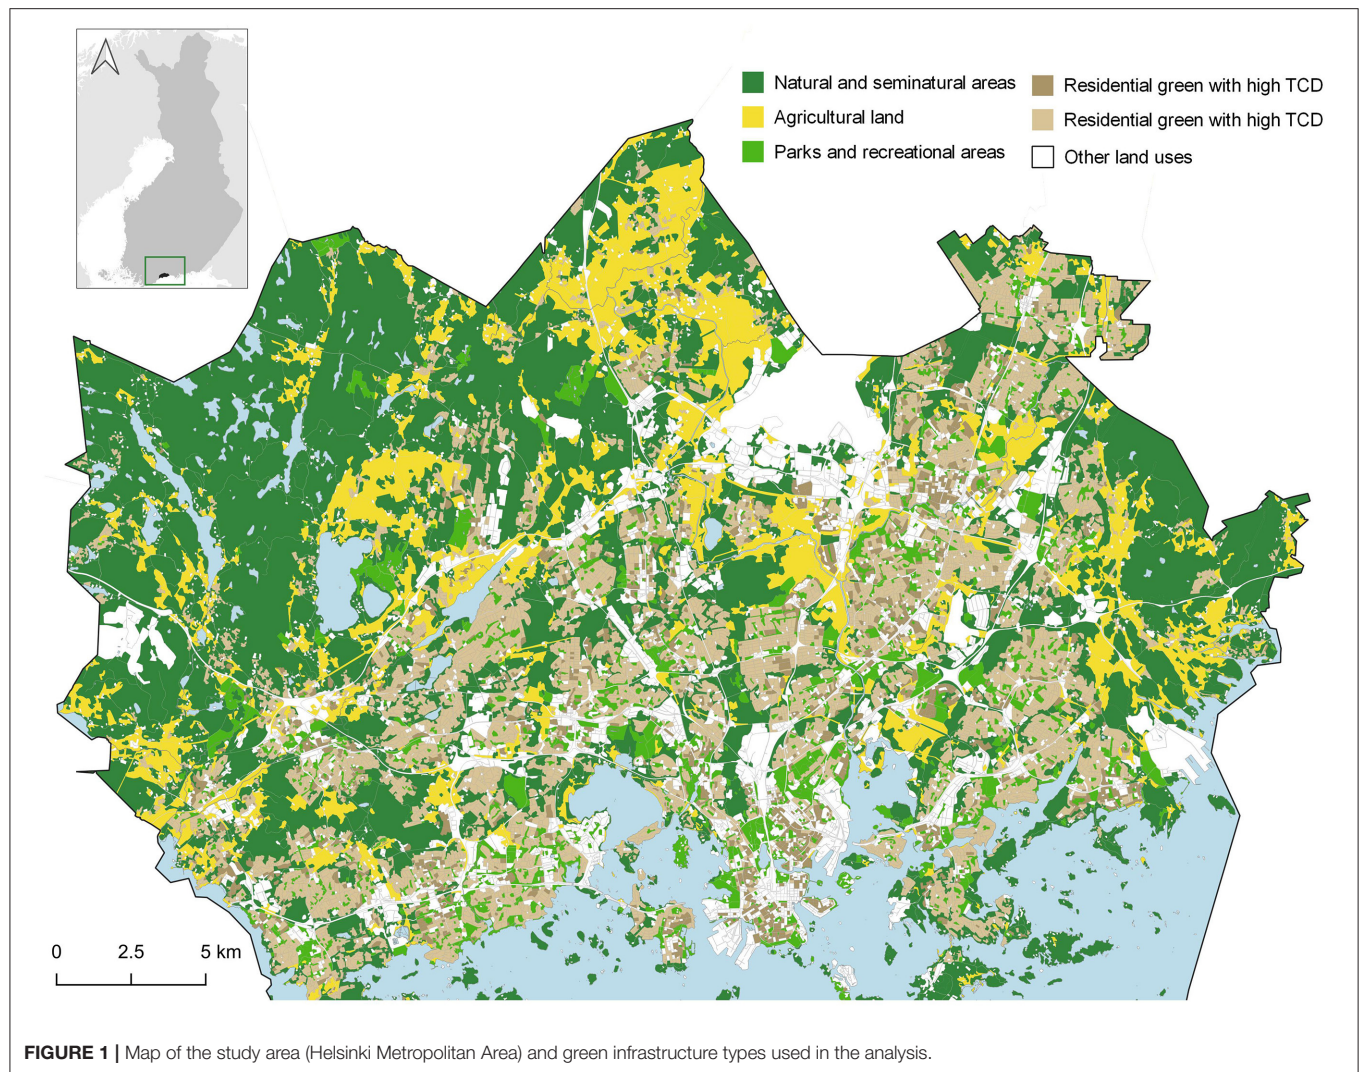 Natural and seminatural areas
Agricultural land
Parks and recreational areas
Residential green with high TCD
Residential green with high TCD
Other land uses
0 2.5 5 km
FIGURE 1 | Map of the study area (Helsinki Metropolitan Area) and green infrastructure types used in the analysis.